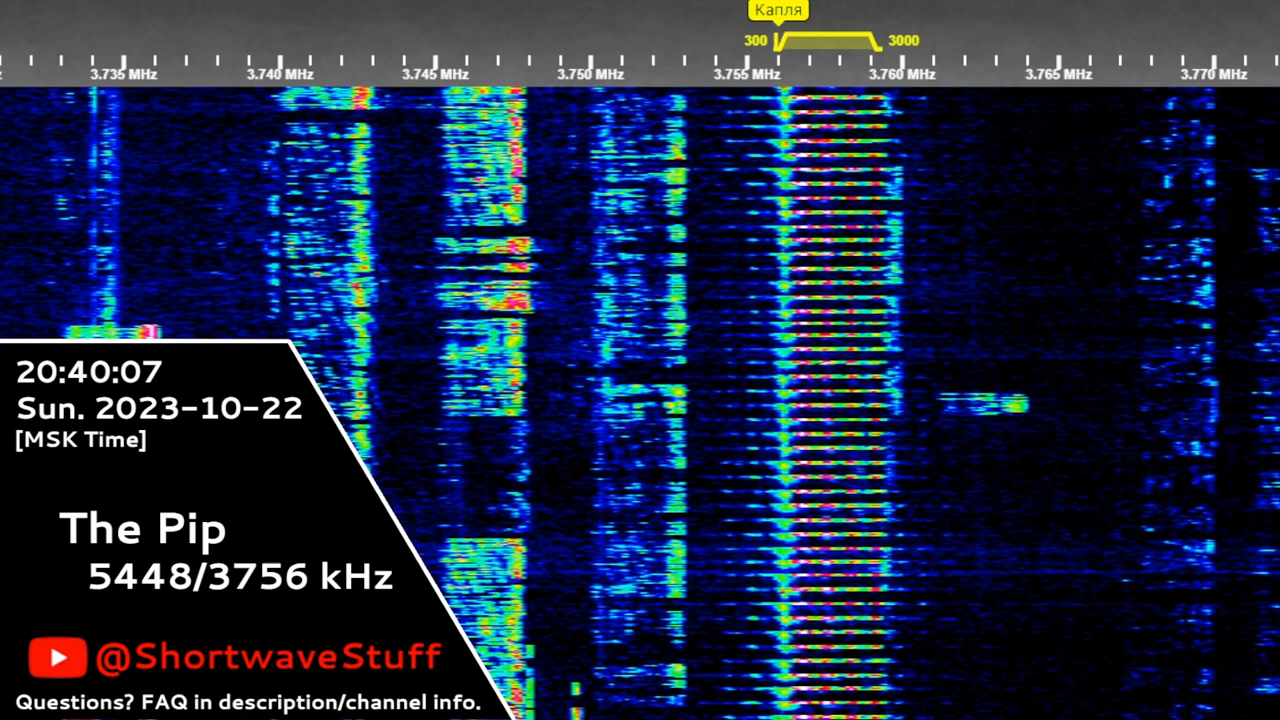 Капля
300 3000
3.735 MHz 3.740 MHz 3.745 MHz 3.750 MHz 3.755 MHz 3.760 MHz 3.765 MHz 3.770 MHz
20:40:07
Sun. 2023-10-22
[MSK Time]
The Pip
5448/3756 kHz
@ShortwaveStuff
Questions? FAQ in description/channel info.